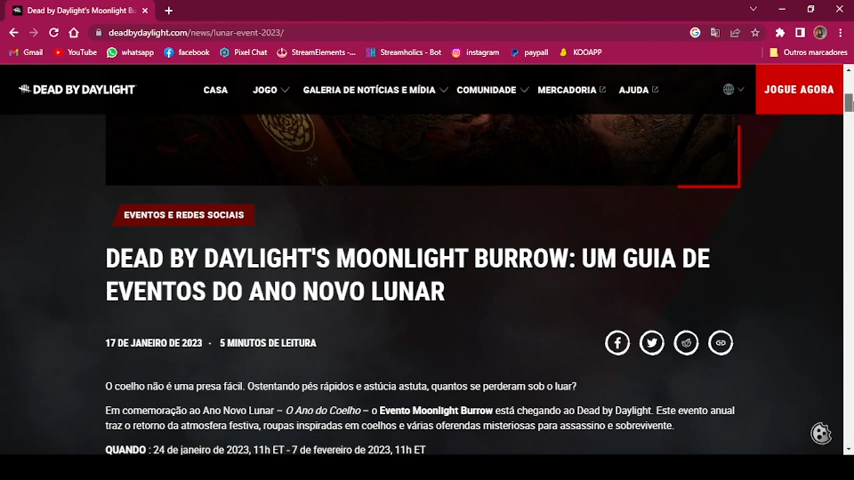 Dead by Daylight's Moonlight Bu
deadbydaylight.com/news/lunar-event-2023/
Gmail YouTube whatsapp facebook Pixel Chat StreamElements -... Streamholics - Bot instagram paypall KOOAPP Outros marcadores
DEAD BY DAYLIGHT CASA JOGO GALERIA DE NOTÍCIAS E MÍDIA COMUNIDADE MERCADORIA AJUDA JOGUE AGORA
EVENTOS E REDES SOCIAIS
DEAD BY DAYLIGHT'S MOONLIGHT BURROW: UM GUIA DE
EVENTOS DO ANO NOVO LUNAR
17 DE JANEIRO DE 2023 · 5 MINUTOS DE LEITURA
O coelho não é uma presa fácil. Ostentando pés rápidos e astúcia astuta, quantos se perderam sob o luar?
Em comemoração ao Ano Novo Lunar – O Ano do Coelho – o Evento Moonlight Burrow está chegando ao Dead by Daylight. Este evento anual
traz o retorno da atmosfera festiva, roupas inspiradas em coelhos e várias oferendas misteriosas para assassino e sobrevivente.
QUANDO : 24 de janeiro de 2023, 11h ET - 7 de fevereiro de 2023, 11h ET